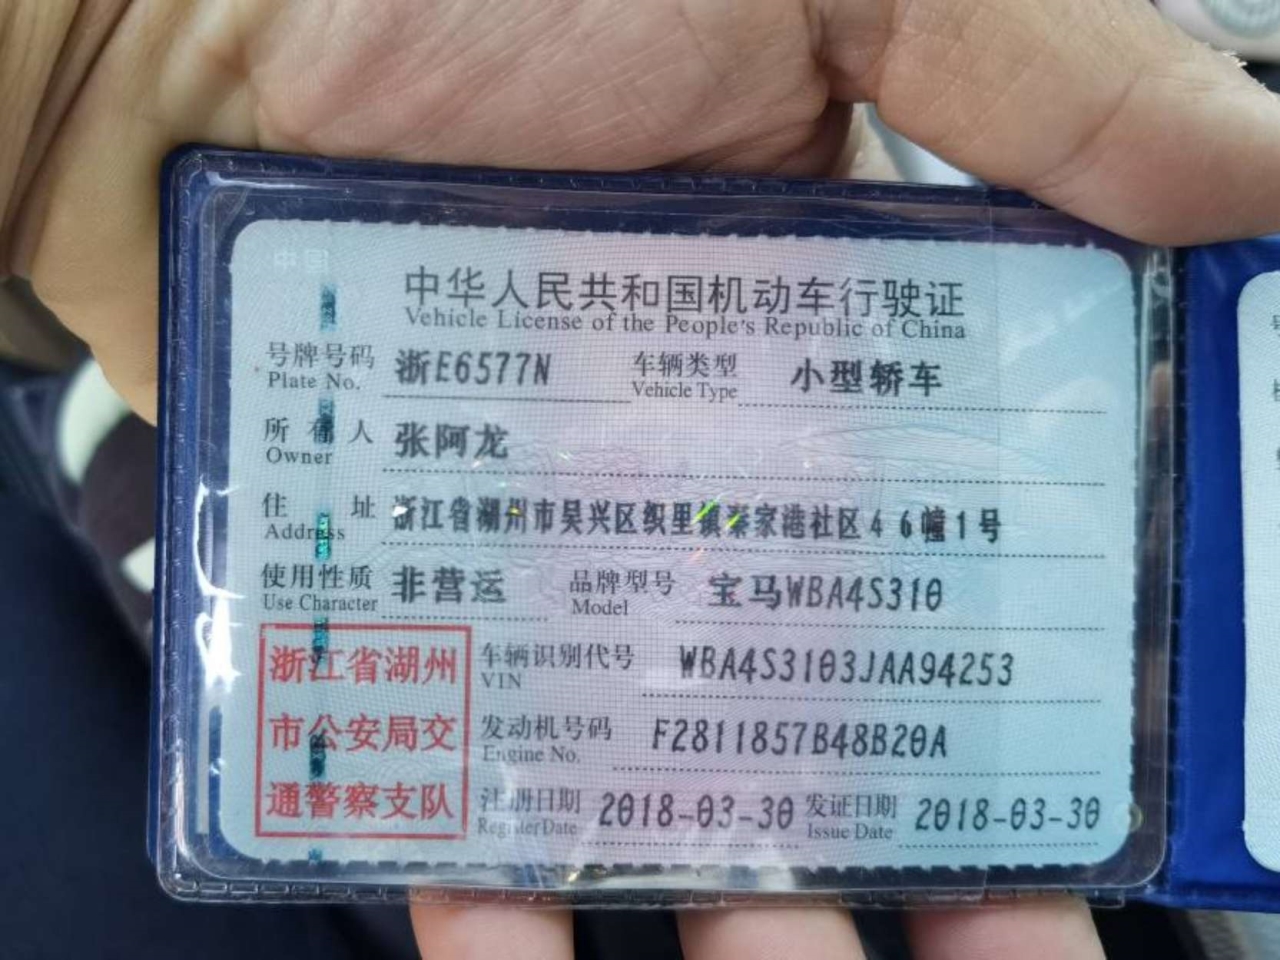 中国
中华人民共和国机动车行驶证
Vehicle License of the People's Republic of China
号牌号码 浙E6577N 车辆类型 小型轿车
Plate No. Vehicle Type
所有人 张阿龙
Owner
住址 浙江省湖州市吴兴区织里镇秦家港社区46幢1号
Address
使用性质 非营运 品牌型号 宝马WBA4S310
Use Character Model
浙江省湖州 车辆识别代号 WBA4S3103JAA94253
VIN
市公安局交 发动机号码 F2811857B48B20A
Engine No.
通警察支队 注册日期 2018-03-30 发证日期 2018-03-30
Register Date Issue Date